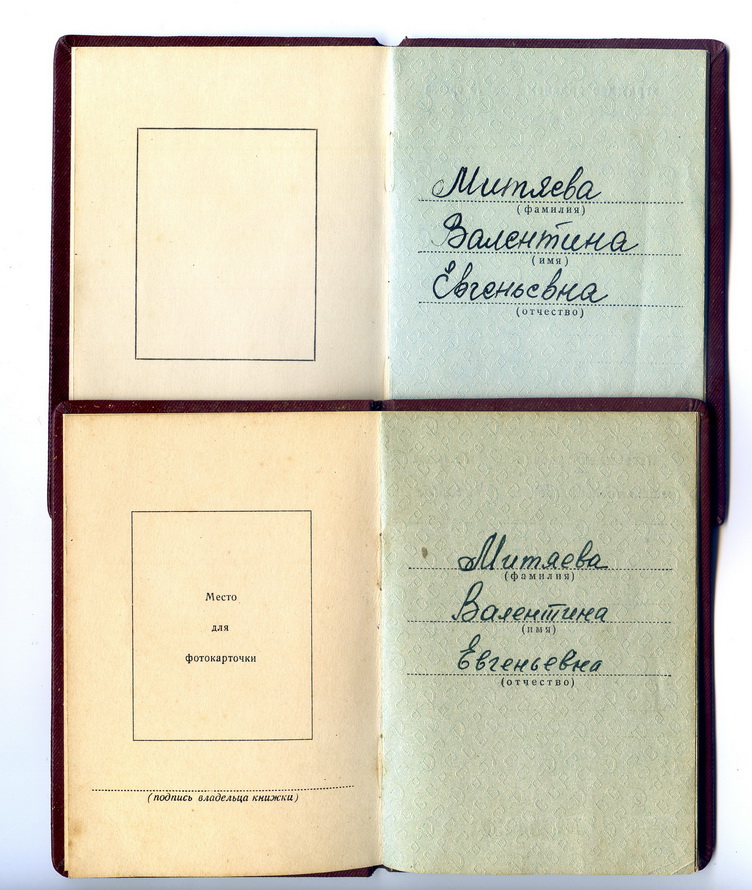 Митяева
(фамилия)
Валентина
(имя)
Евгеньевна
(отчество)
Место
для
фотокарточки
(подпись владельца книжки)
Митяева
(фамилия)
Валентина
(имя)
Евгеньевна
(отчество)